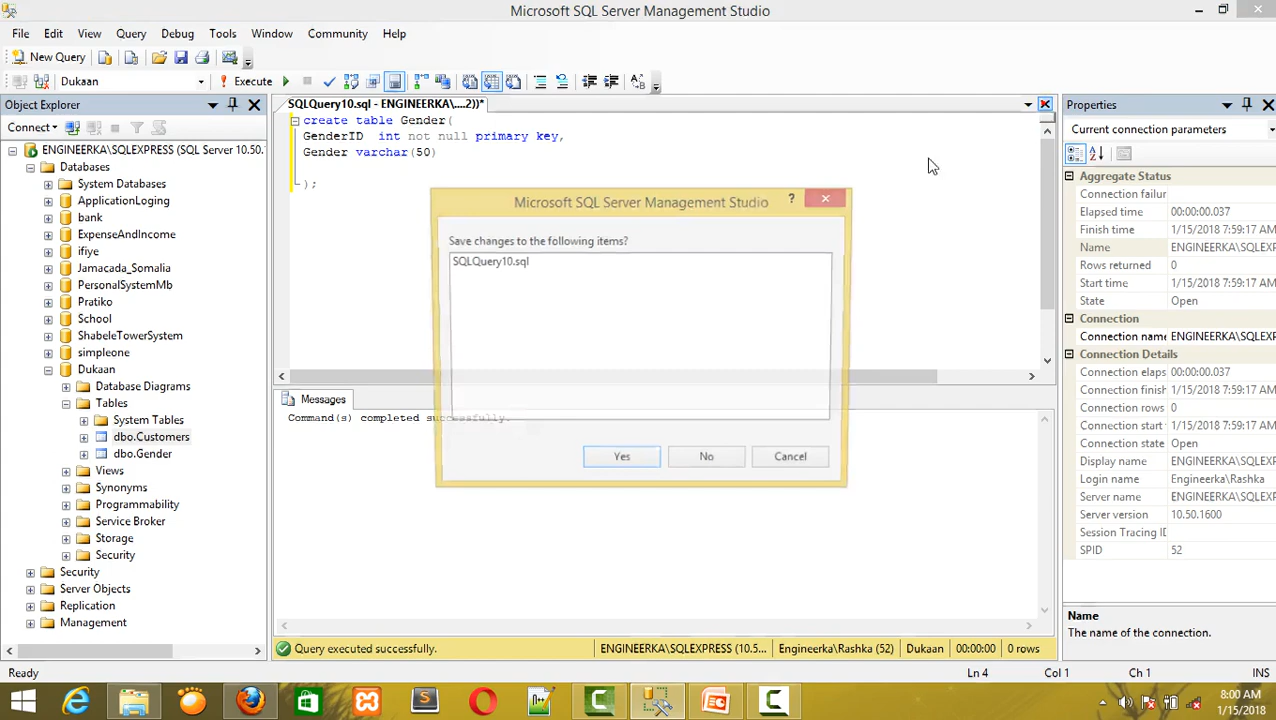 Microsoft SQL Server Management Studio
File Edit View Query Debug Tools Window Community Help
New Query
Dukaan Execute
Object Explorer
Connect
ENGINEERKA\SQLEXPRESS (SQL Server 10.50.
Databases
System Databases
ApplicationLoging
bank
ExpenseAndIncome
ifiye
Jamacada_Somalia
PersonalSystemMb
Pratiko
School
ShabeleTowerSystem
simpleone
Dukaan
Database Diagrams
Tables
System Tables
dbo.Customers
dbo.Gender
Views
Synonyms
Programmability
Service Broker
Storage
Security
Security
Server Objects
Replication
Management
SQLQuery10.sql - ENGINEERKA\....2))*
create table Gender(
GenderID int not null primary key,
Gender varchar(50)
);
Microsoft SQL Server Management Studio ?
Save changes to the following items?
SQLQuery10.sql
Yes No Cancel
Messages
Command(s) completed successfully.
Query executed successfully. ENGINEERKA\SQLEXPRESS (10.5... Engineerka\Rashka (52) Dukaan 00:00:00 0 rows
Properties
Current connection parameters
Aggregate Status
Connection failur
Elapsed time 00:00:00.037
Finish time 1/15/2018 7:59:17 AM
Name ENGINEERKA\SQLEXP
Rows returned 0
Start time 1/15/2018 7:59:17 AM
State Open
Connection
Connection name ENGINEERKA\SQLEXP
Connection Details
Connection elaps 00:00:00.037
Connection finish 1/15/2018 7:59:17 AM
Connection rows 0
Connection start 1/15/2018 7:59:17 AM
Connection state Open
Display name ENGINEERKA\SQLEXP
Login name Engineerka\Rashka
Server name ENGINEERKA\SQLEXP
Server version 10.50.1600
Session Tracing ID
SPID 52
Name
The name of the connection.
Ready Ln 4 Col 1 Ch 1 INS
8:00 AM
1/15/2018